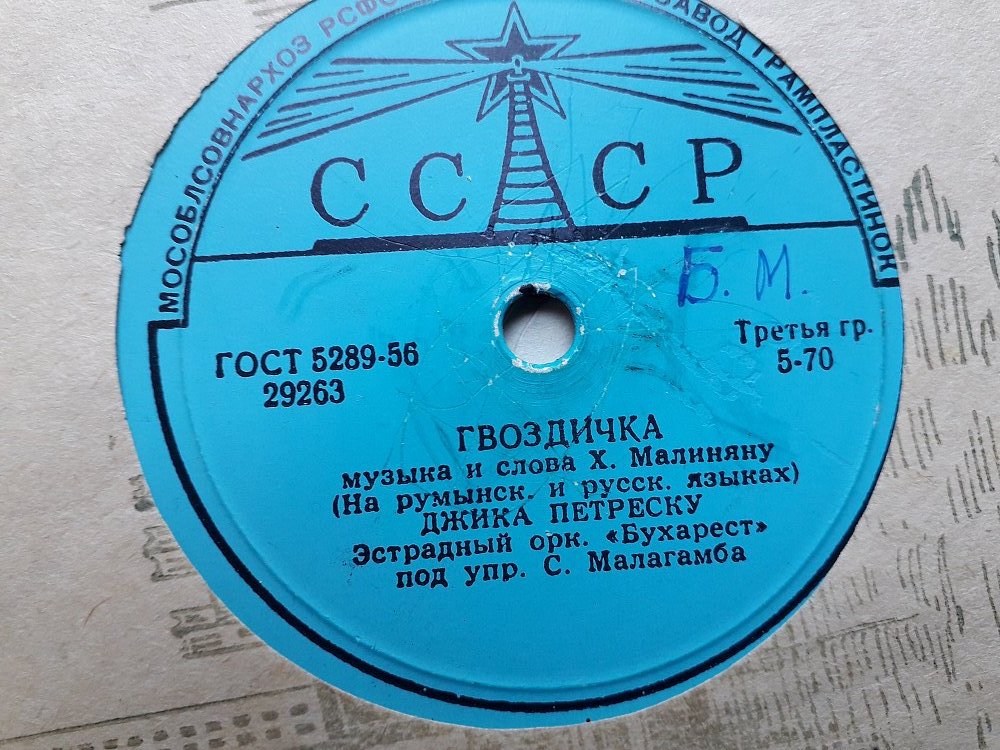 МОСОБЛСОВНАРХОЗ РСФС
ЗАВОД ГРАМПЛАСТИНОК
СССР
Б. М.
ГОСТ 5289-56
29263
Третья гр.
5-70
ГВОЗДИЧКА
музыка и слова Х. Малиняну
(На румынск. и русск. языках)
ДЖИКА ПЕТРЕСКУ
Эстрадный орк. «Бухарест»
под упр. С. Малагамба